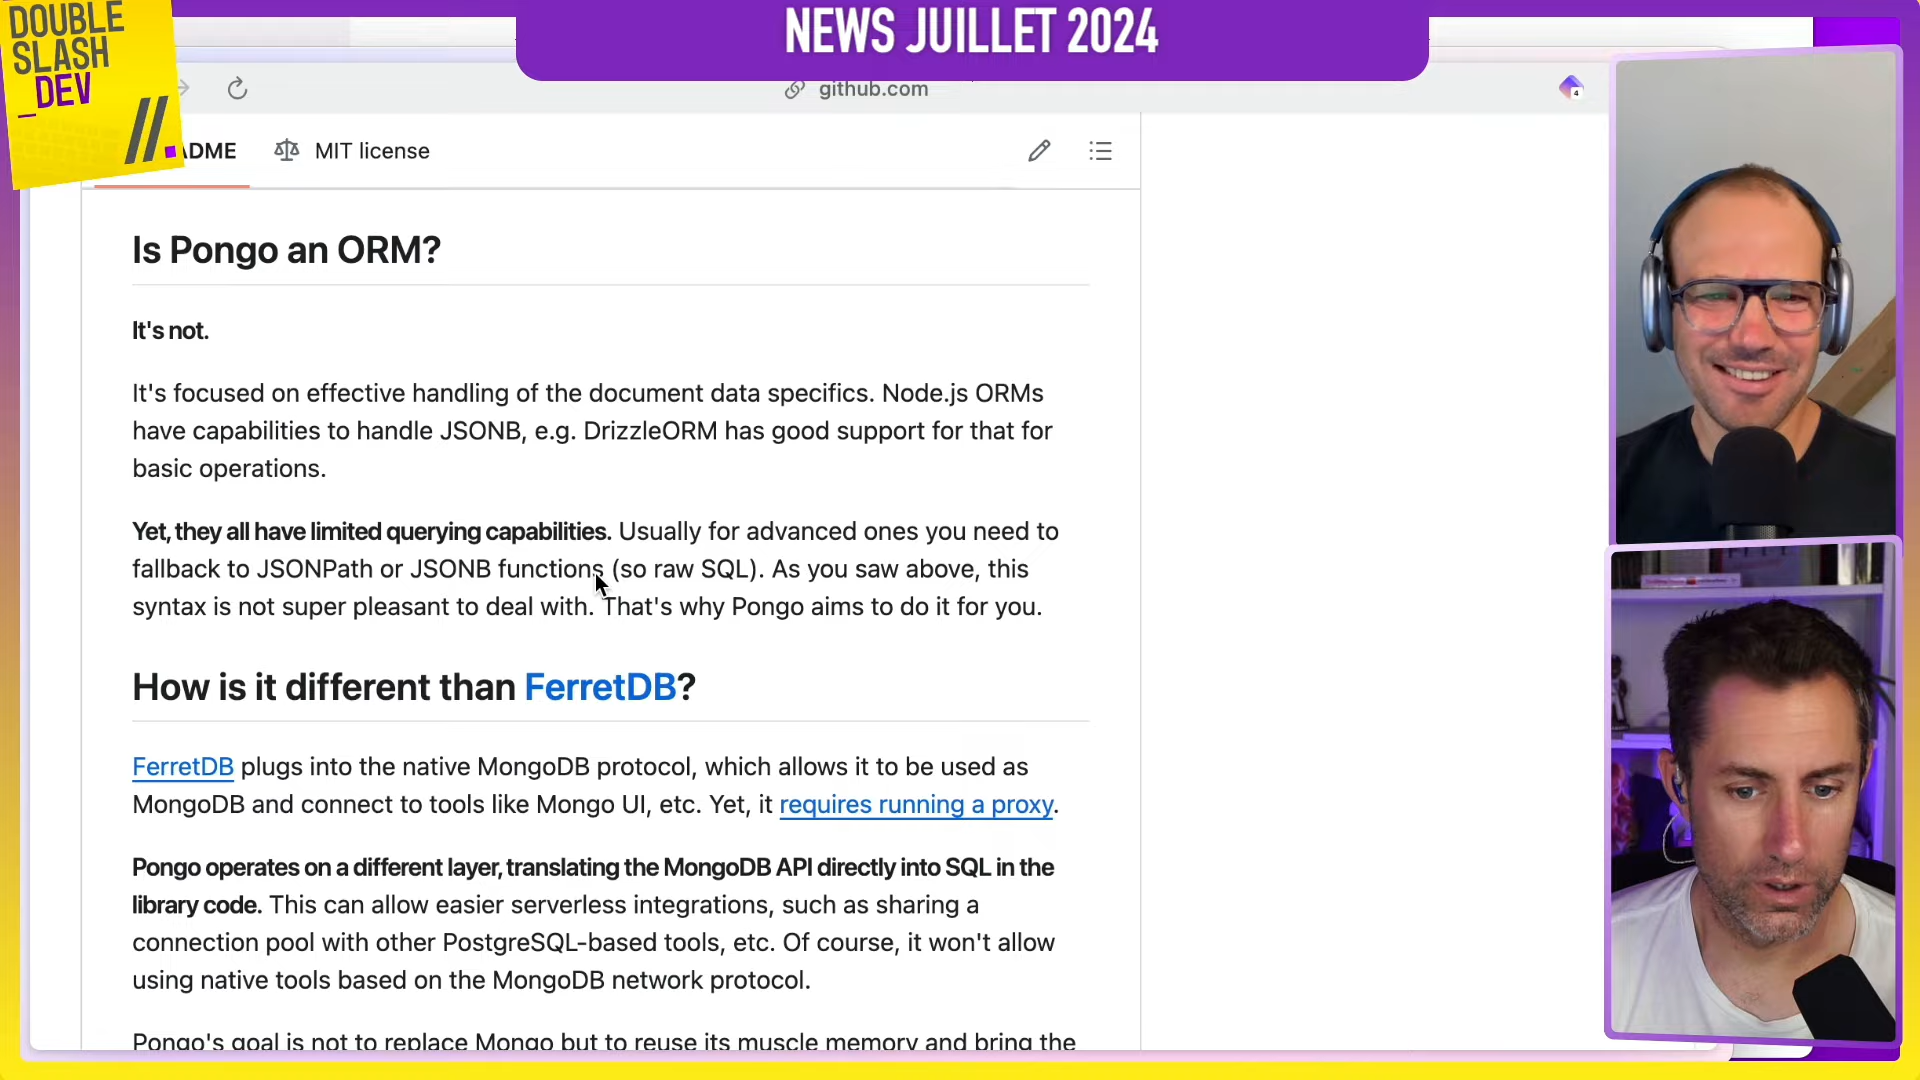 DOUBLE
SLASH
_DEV
//.
NEWS JUILLET 2024
github.com
4
ADME
MIT license
Is Pongo an ORM?
It's not.
It's focused on effective handling of the document data specifics. Node.js ORMs
have capabilities to handle JSONB, e.g. DrizzleORM has good support for that for
basic operations.
Yet, they all have limited querying capabilities. Usually for advanced ones you need to
fallback to JSONPath or JSONB functions (so raw SQL). As you saw above, this
syntax is not super pleasant to deal with. That's why Pongo aims to do it for you.
How is it different than FerretDB?
FerretDB plugs into the native MongoDB protocol, which allows it to be used as
MongoDB and connect to tools like Mongo UI, etc. Yet, it requires running a proxy.
Pongo operates on a different layer, translating the MongoDB API directly into SQL in the
library code. This can allow easier serverless integrations, such as sharing a
connection pool with other PostgreSQL-based tools, etc. Of course, it won't allow
using native tools based on the MongoDB network protocol.
Pongo's goal is not to replace Mongo but to reuse its muscle memory and bring the